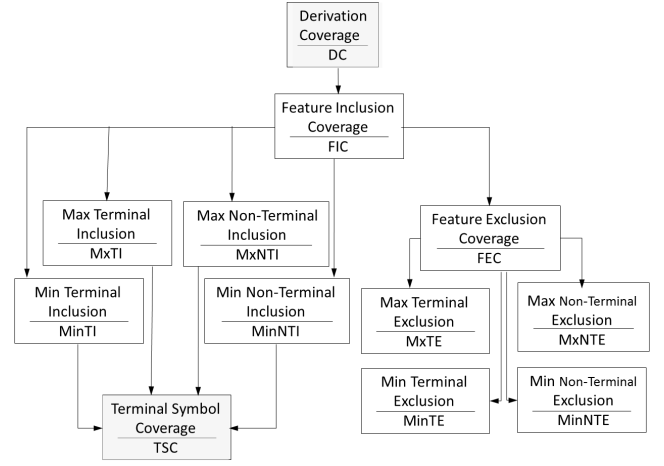 Derivation
Coverage
DC
Feature Inclusion
Coverage
FIC
Max Terminal
Inclusion
MxTI
Max Non-Terminal
Inclusion
MxNTI
Feature Exclusion
Coverage
FEC
Min Terminal
Inclusion
MinTI
Min Non-Terminal
Inclusion
MinNTI
Max Terminal
Exclusion
MxTE
Max Non-Terminal
Exclusion
MxNTE
Min Terminal
Exclusion
MinTE
Min Non-Terminal
Exclusion
MinNTE
Terminal Symbol
Coverage
TSC